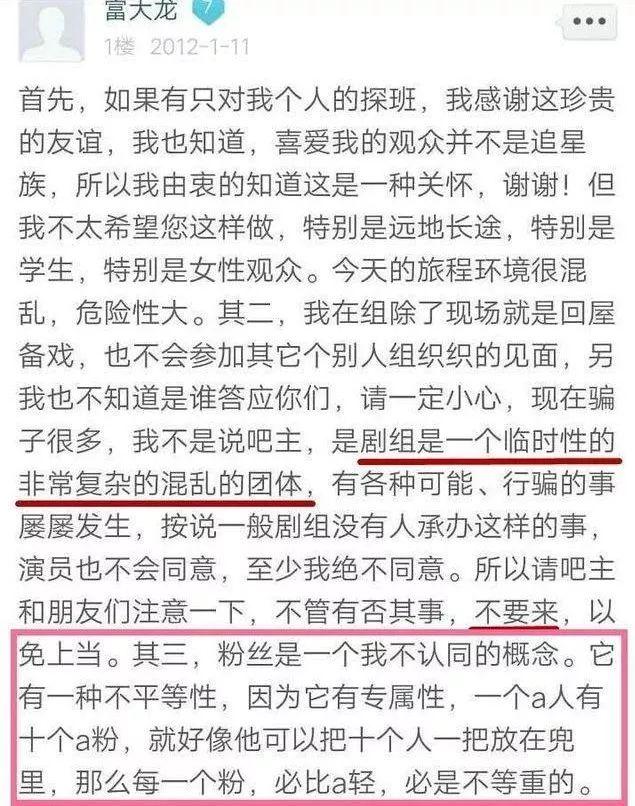 富大龙 7
1楼 2012-1-11
首先，如果有只对我个人的探班，我感谢这珍贵
的友谊，我也知道，喜爱我的观众并不是追星
族，所以我由衷的知道这是一种关怀，谢谢！但
我不太希望您这样做，特别是远地长途，特别是
学生，特别是女性观众。今天的旅程环境很混
乱，危险性大。其二，我在组除了现场就是回屋
备戏，也不会参加其它个别人组织织的见面，另
我也不知道是谁答应你们，请一定小心，现在骗
子很多，我不是说吧主，是剧组是一个临时性的
非常复杂的混乱的团体，有各种可能、行骗的事
屡屡发生，按说一般剧组没有人承办这样的事，
演员也不会同意，至少我绝不同意。所以请吧主
和朋友们注意一下，不管有否其事，不要来，以
免上当。其三，粉丝是一个我不认同的概念。它
有一种不平等性，因为它有专属性，一个a人有
十个a粉，就好像他可以把十个人一把放在兜
里，那么每一个粉，必比a轻，必是不等重的。